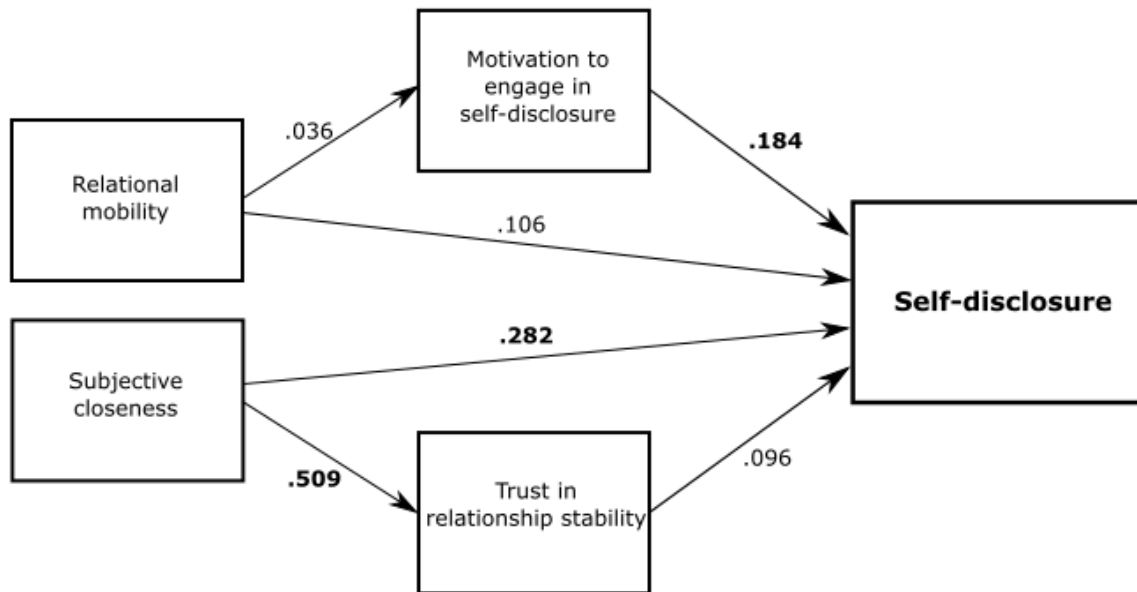 Motivation to
engage in
self-disclosure
.036
.184
Relational
mobility
.106
Self-disclosure
.282
Subjective
closeness
.509
.096
Trust in
relationship stability